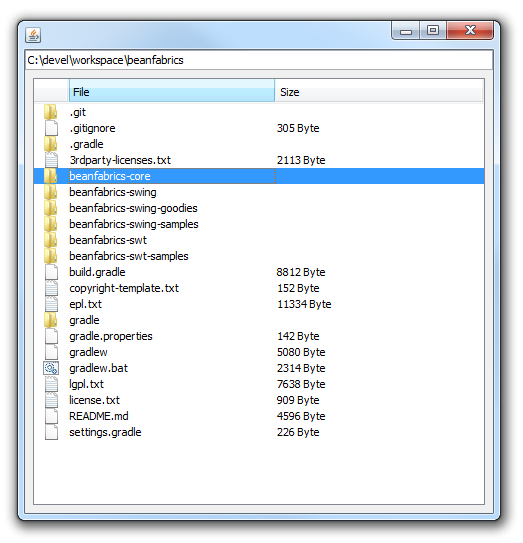 C:\devel\workspace\beanfabrics
File Size
.git
.gitignore 305 Byte
.gradle
3rdparty-licenses.txt 2113 Byte
beanfabrics-core
beanfabrics-swing
beanfabrics-swing-goodies
beanfabrics-swing-samples
beanfabrics-swt
beanfabrics-swt-samples
build.gradle 8812 Byte
copyright-template.txt 152 Byte
epl.txt 11334 Byte
gradle
gradle.properties 142 Byte
gradlew 5080 Byte
gradlew.bat 2314 Byte
lgpl.txt 7638 Byte
license.txt 909 Byte
README.md 4596 Byte
settings.gradle 226 Byte